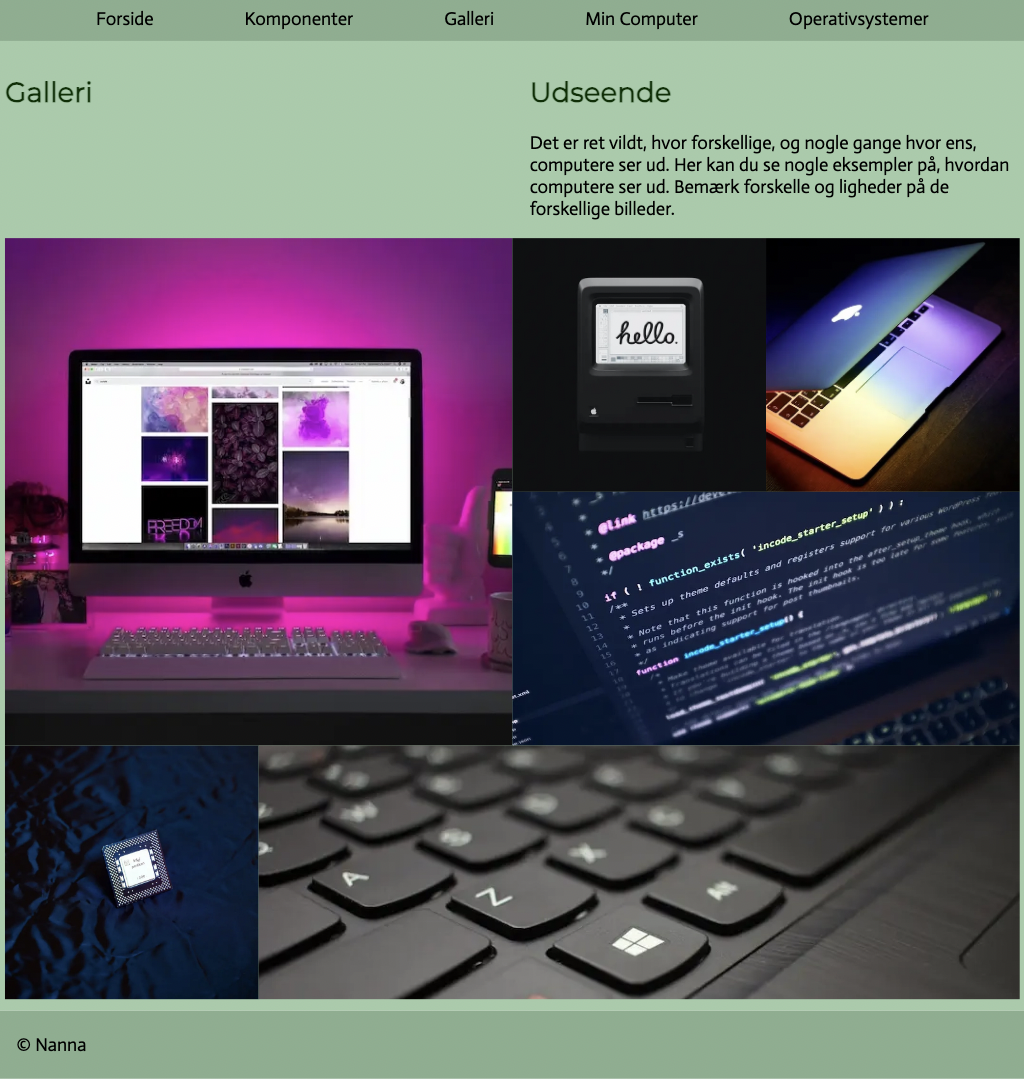 Forside Komponenter Galleri Min Computer Operativsystemer
Galleri
Udseende
Det er ret vildt, hvor forskellige, og nogle gange hvor ens,
computere ser ud. Her kan du se nogle eksempler på, hvordan
computere ser ud. Bemærk forskelle og ligheder på de
forskellige billeder.
hello.
FREEDOM
* @link https://deve
*
* @package _s
*/
if ( ! function_exists( 'incode_starter_setup' ) ) :
/**
* Sets up theme defaults and registers support for various WordPress
*
* Note that this function is hooked into the after_setup_theme hook, which
* runs before the init hook. The init hook is too late for some features, such
* as indicating support for post thumbnails.
*/
function incode_starter_setup() {
A
Z
X
Alt
© Nanna